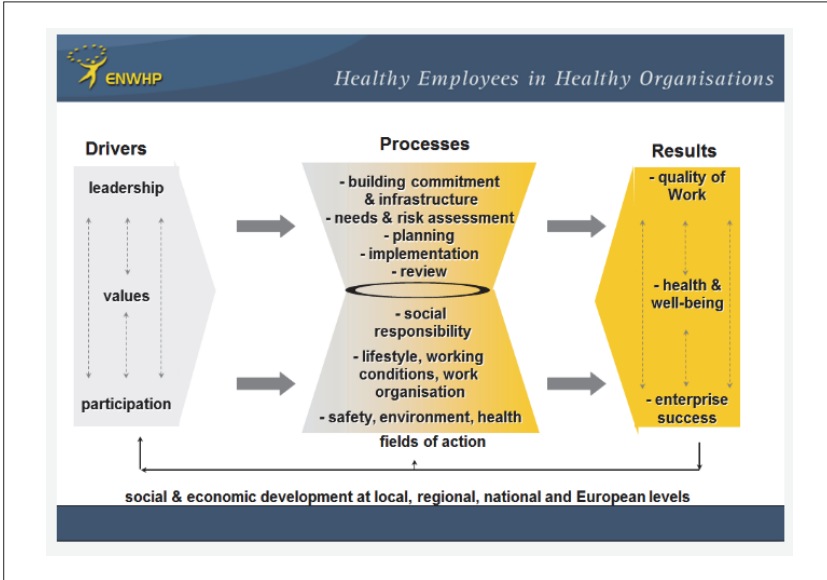 ENWHP
Healthy Employees in Healthy Organisations
Drivers
leadership
values
participation
Processes
- building commitment
& infrastructure
- needs & risk assessment
- planning
- implementation
- review
- social
responsibility
- lifestyle, working
conditions, work
organisation
- safety, environment, health
fields of action
Results
- quality of
Work
- health &
well-being
- enterprise
success
social & economic development at local, regional, national and European levels